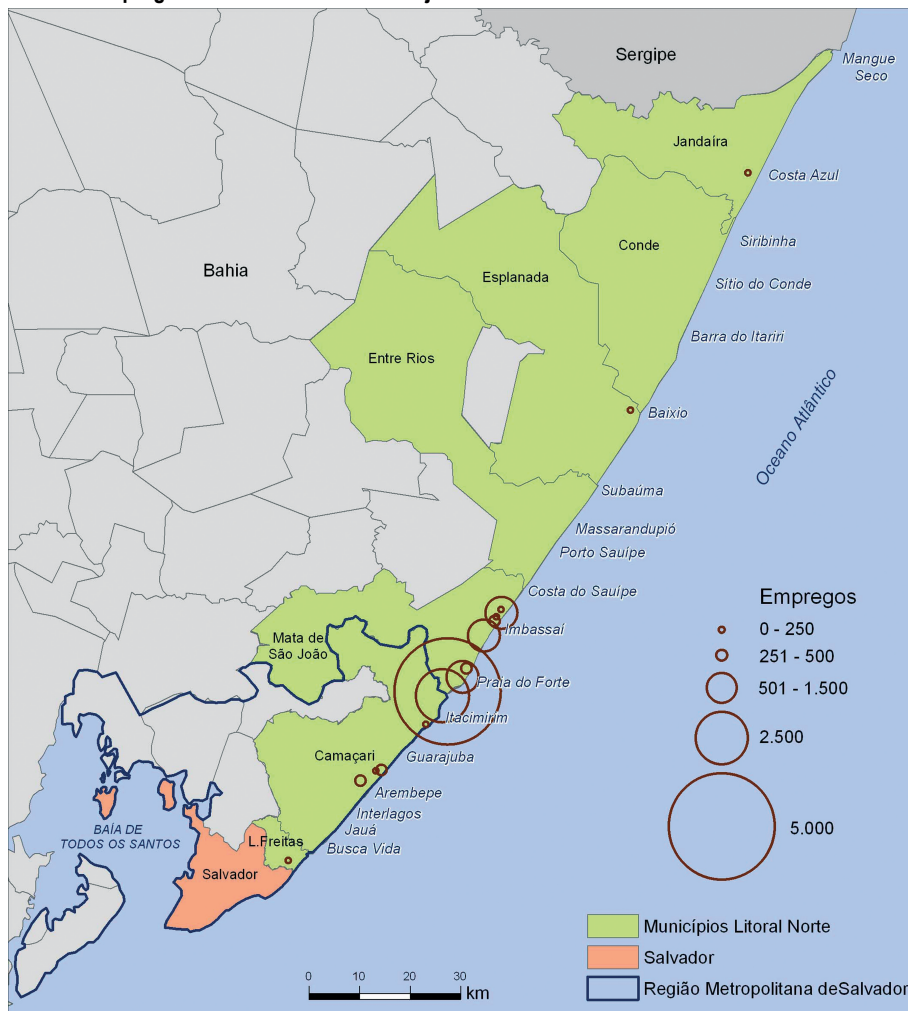 Sergipe
Mangue
Seco
Jandaíra
Costa Azul
Conde
Siribinha
Bahia
Esplanada
Sítio do Conde
Barra do Itariri
Entre Rios
Baixio
Oceano Atlântico
Subaúma
Massarandupió
Porto Sauípe
Costa do Sauípe
Imbassaí
Mata de
São João
Praia do Forte
Itacimirim
Guarajuba
Camaçari
Arembepe
Interlagos
Jauá
Busca Vida
L.Freitas
Salvador
BAÍA DE
TODOS OS SANTOS
Empregos
0 - 250
251 - 500
501 - 1.500
2.500
5.000
Municípios Litoral Norte
Salvador
Região Metropolitana deSalvador
0 10 20 30
km